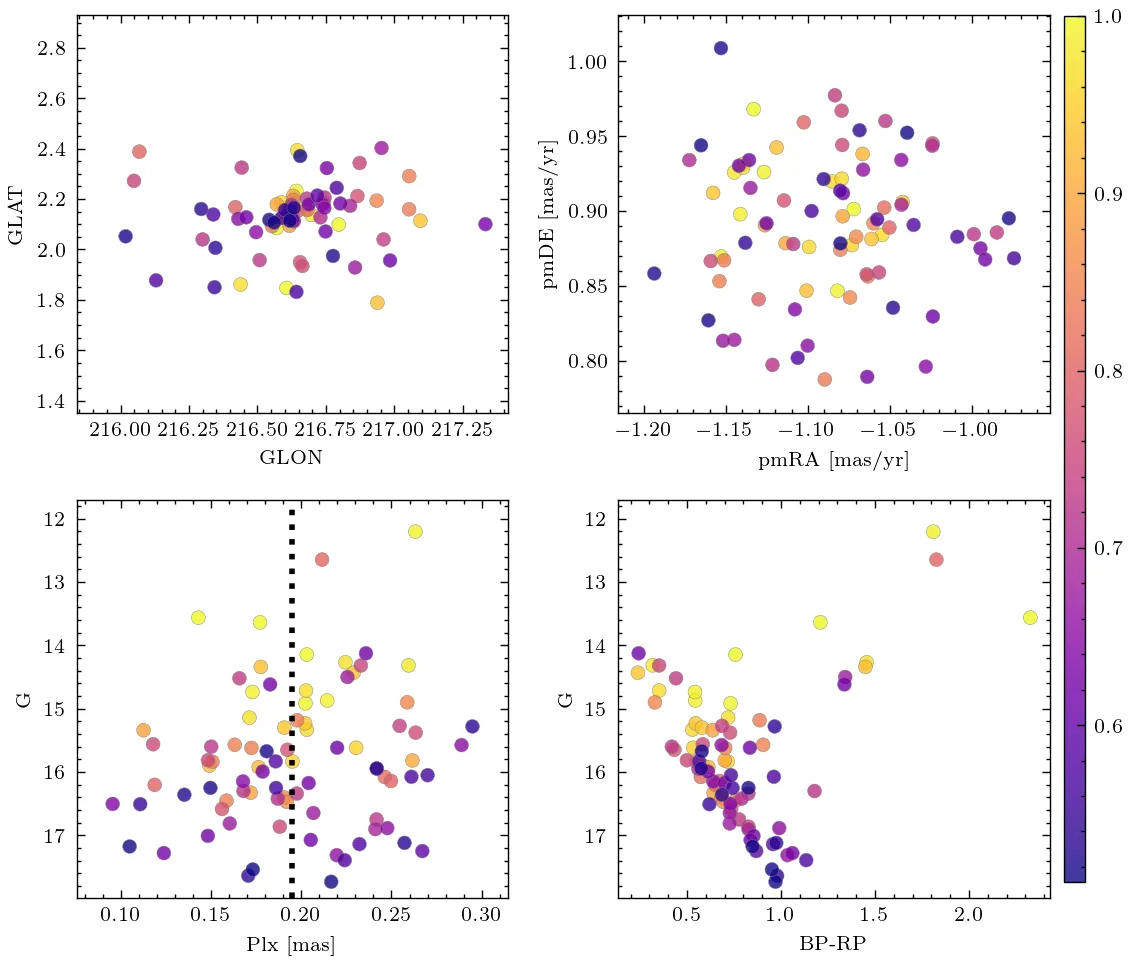 2.8
2.6
2.4
2.2
2.0
1.8
1.6
1.4
GLAT
216.00 216.25 216.50 216.75 217.00 217.25
GLON
1.00
0.95
0.90
0.85
0.80
pmDE [mas/yr]
−1.20 −1.15 −1.10 −1.05 −1.00
pmRA [mas/yr]
1.0
0.9
0.8
0.7
0.6
12
13
14
15
16
17
G
0.10 0.15 0.20 0.25 0.30
Plx [mas]
12
13
14
15
16
17
G
0.5 1.0 1.5 2.0
BP-RP